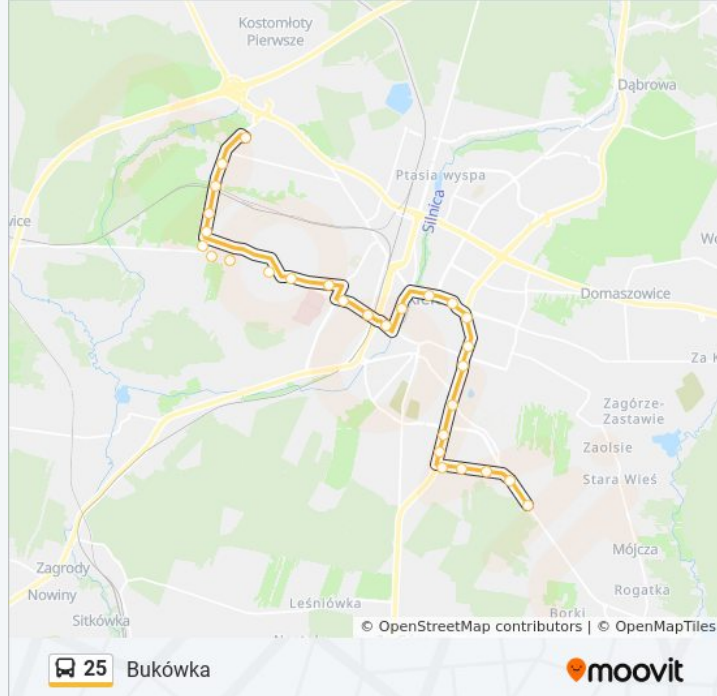 Kostomłoty
Pierwsze
Dąbrowa
Ptasia wyspa
Silnica
Domaszowice
Zagórze-
Zastawie
Zaolsie
Stara Wieś
Mójcza
Rogatka
Borki
Zagrody
Nowiny
Sitkówka
Leśniówka
© OpenStreetMap contributors | © OpenMapTiles
25 Bukówka
moovit